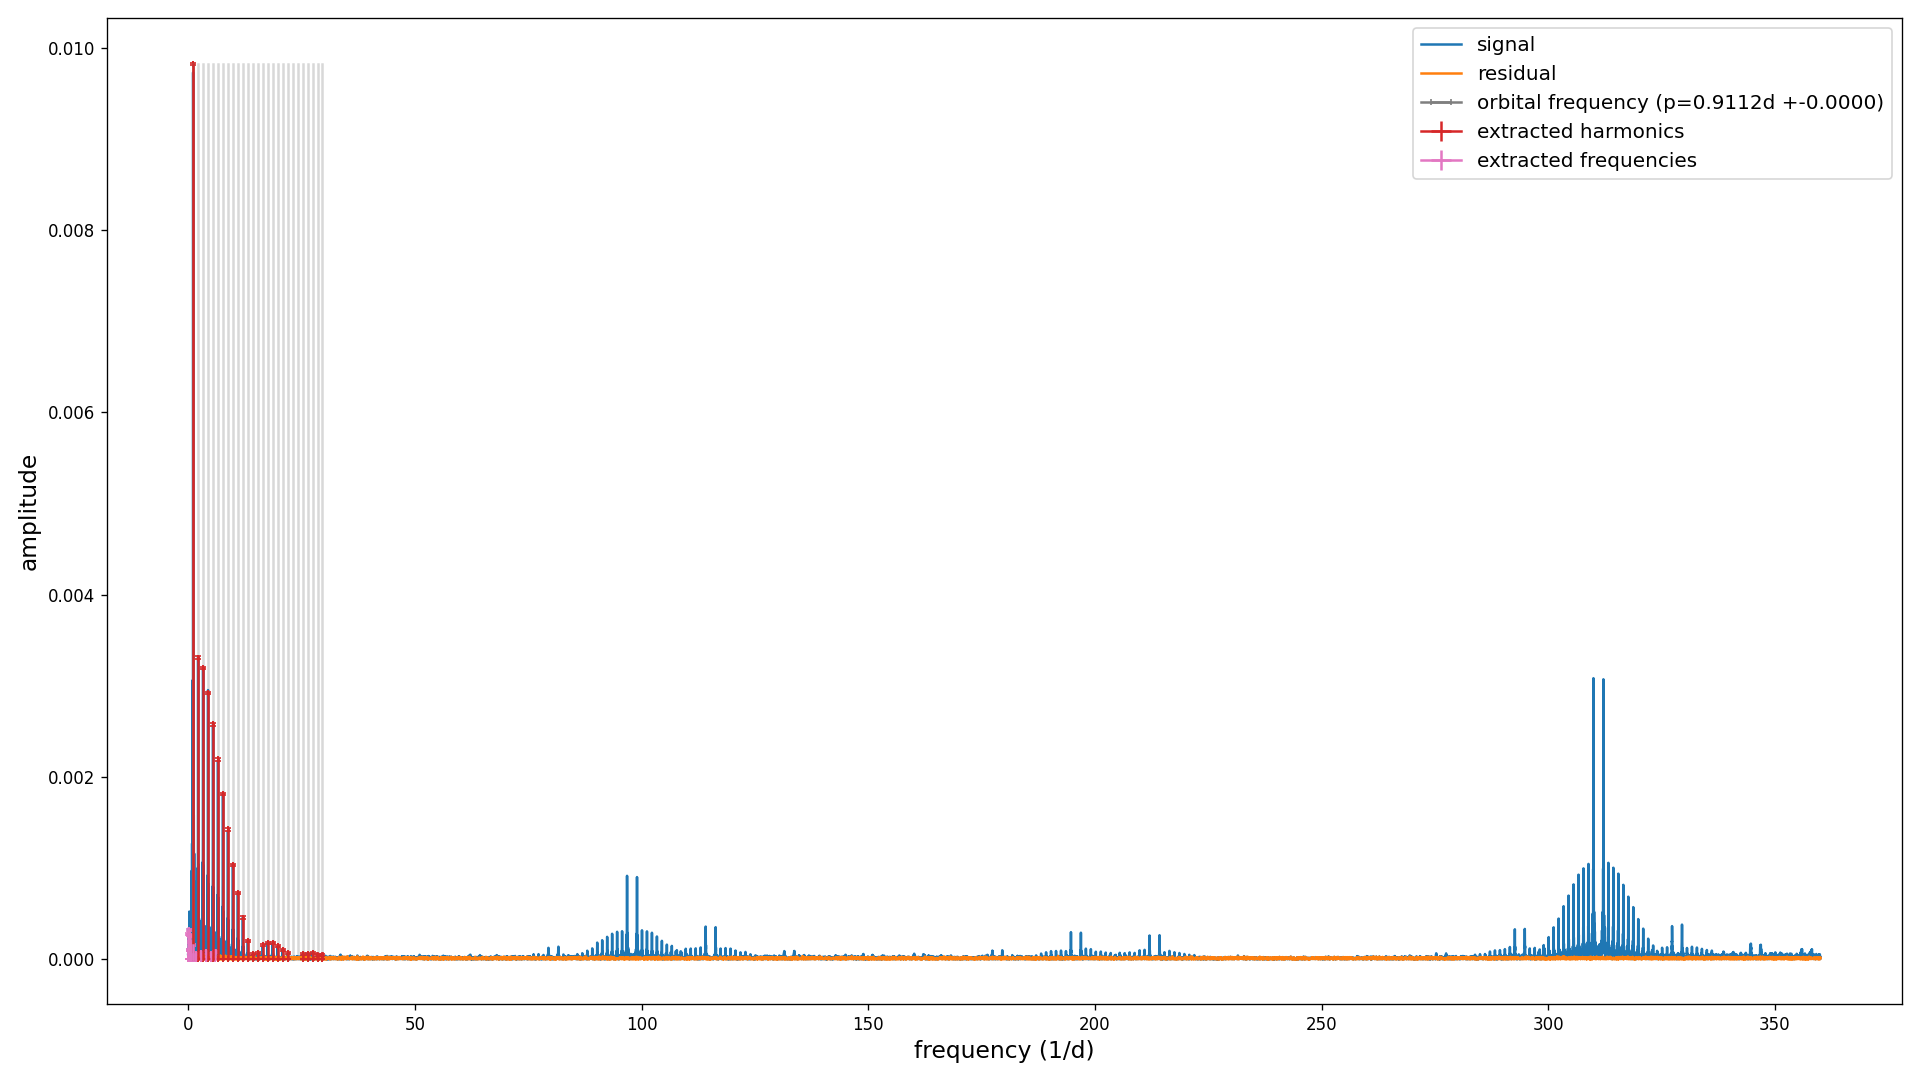 signal
residual
orbital frequency (p=0.9112d +-0.0000)
extracted harmonics
extracted frequencies
0.010
0.008
0.006
0.004
0.002
0.000
amplitude
0 50 100 150 200 250 300 350
frequency (1/d)